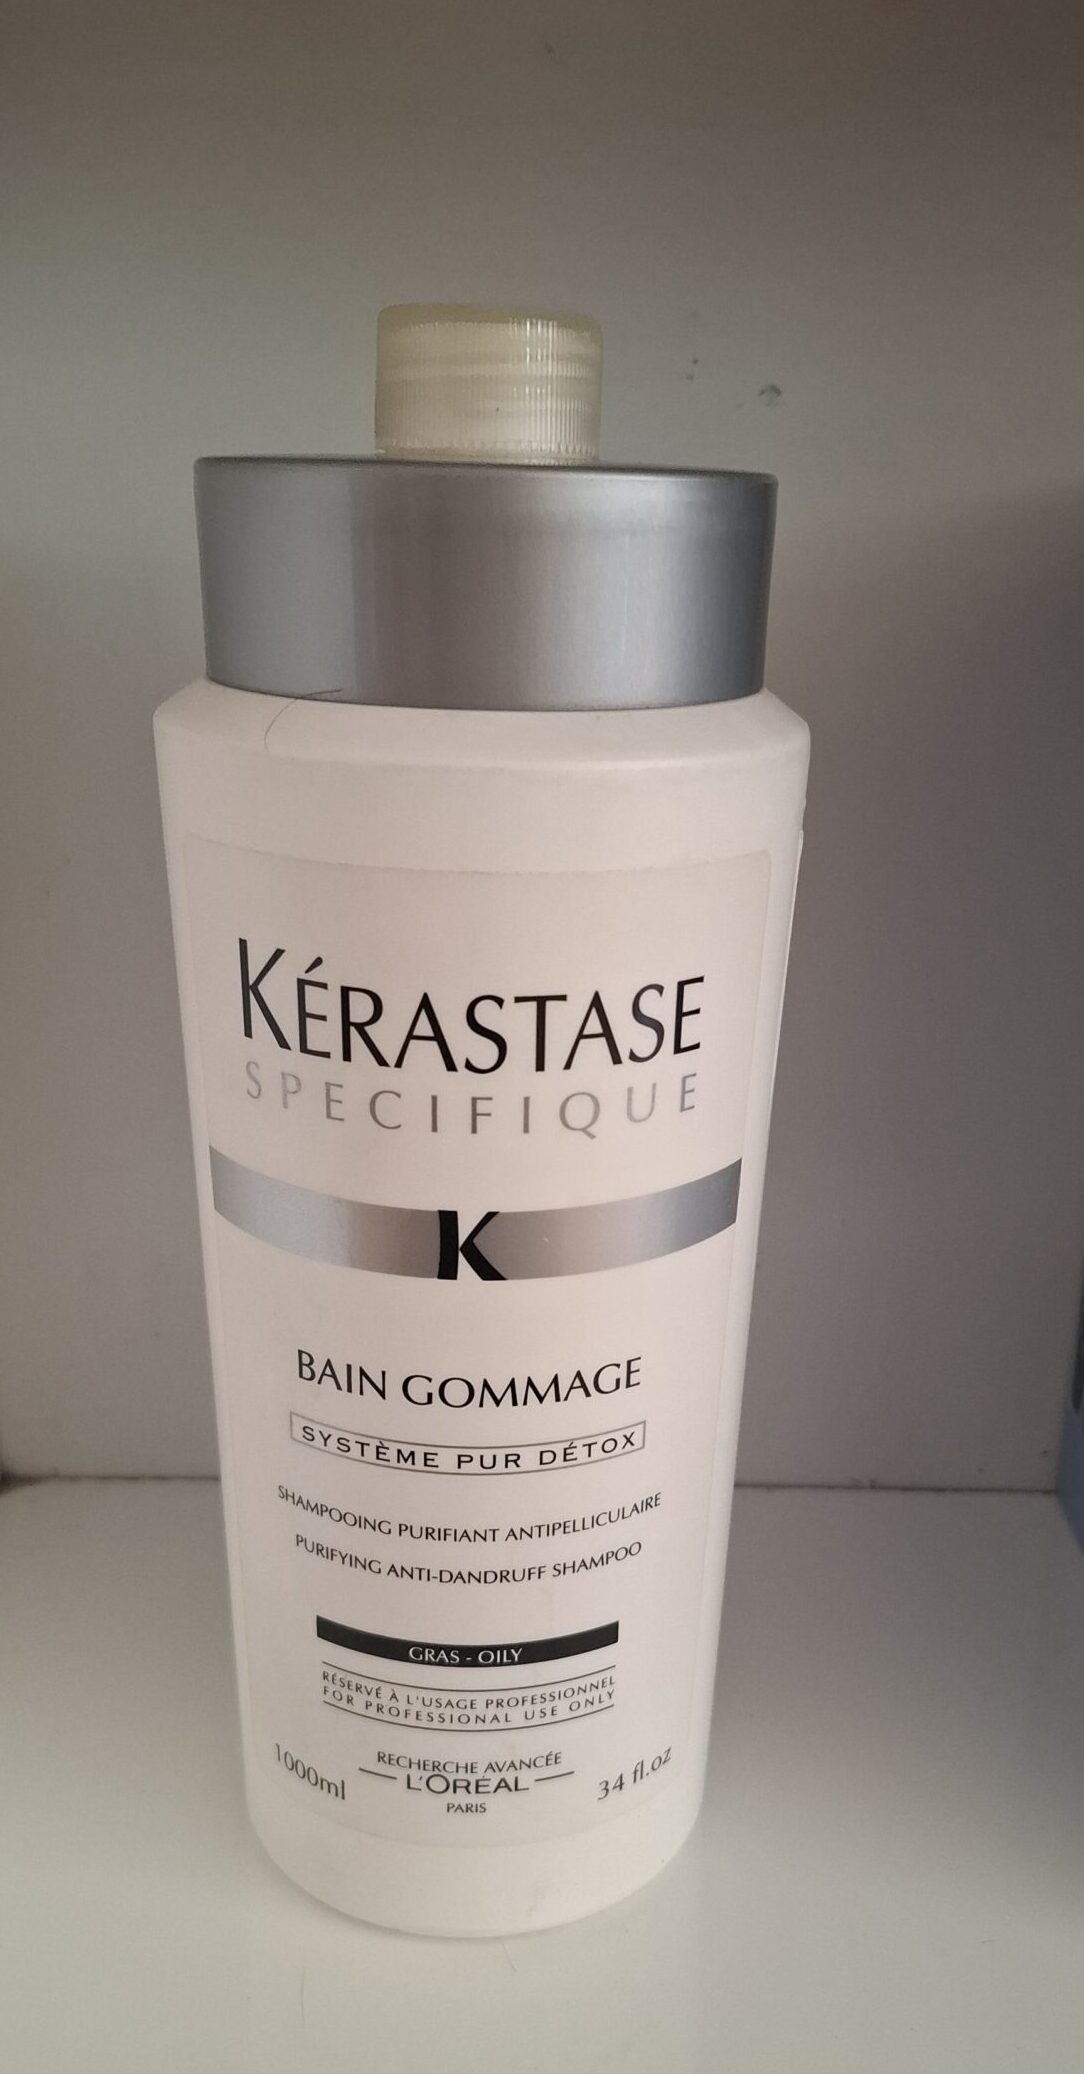 KÉRASTASE
SPECIFIQUE
K
BAIN GOMMAGE
SYSTÈME PUR DÉTOX
SHAMPOOING PURIFIANT ANTIPELLICULAIRE
PURIFYING ANTI-DANDRUFF SHAMPOO
GRAS - OILY
RÉSERVÉ À L'USAGE PROFESSIONNEL
FOR PROFESSIONAL USE ONLY
1000ml
RECHERCHE AVANCÉE
L'ORÉAL
PARIS
34 fl.oz